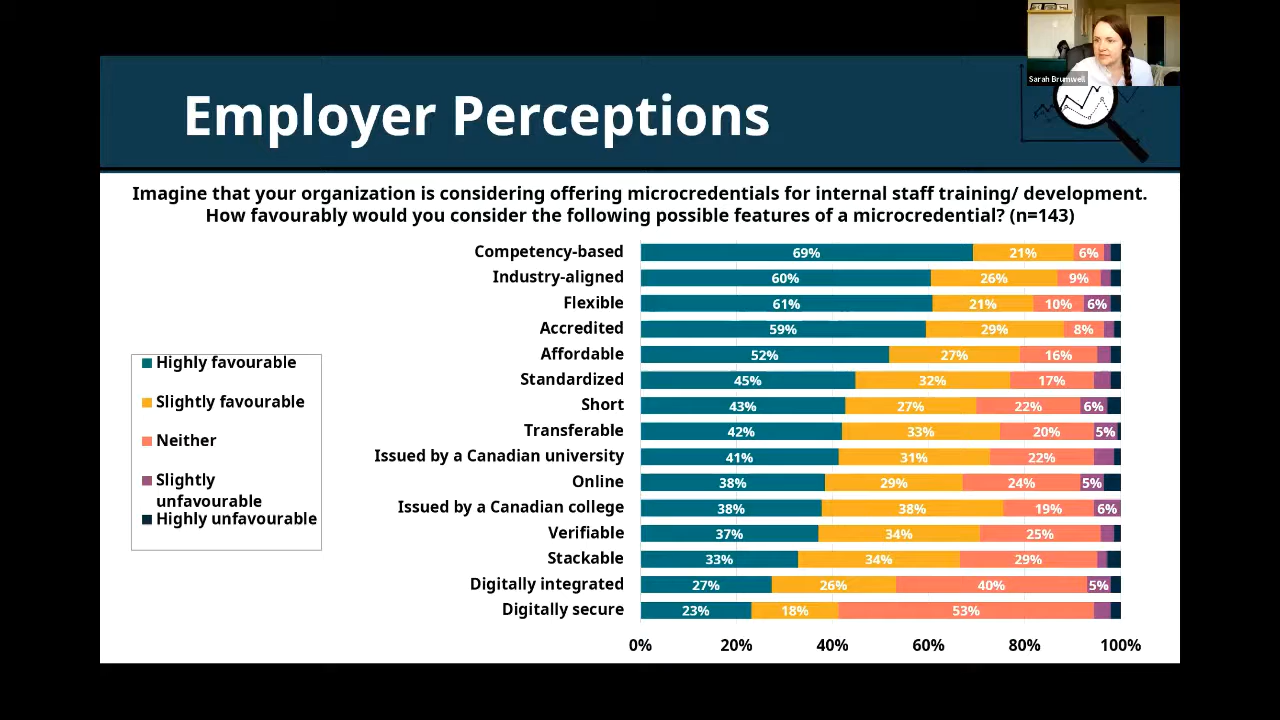 Sarah Brumwell
Employer Perceptions
Imagine that your organization is considering offering microcredentials for internal staff training/ development.
How favourably would you consider the following possible features of a microcredential? (n=143)
Highly favourable
Slightly favourable
Neither
Slightly
unfavourable
Highly unfavourable
Competency-based 69% 21% 6%
Industry-aligned 60% 26% 9%
Flexible 61% 21% 10% 6%
Accredited 59% 29% 8%
Affordable 52% 27% 16%
Standardized 45% 32% 17%
Short 43% 27% 22% 6%
Transferable 42% 33% 20% 5%
Issued by a Canadian university 41% 31% 22%
Online 38% 29% 24% 5%
Issued by a Canadian college 38% 38% 19% 6%
Verifiable 37% 34% 25%
Stackable 33% 34% 29%
Digitally integrated 27% 26% 40% 5%
Digitally secure 23% 18% 53%
0% 20% 40% 60% 80% 100%